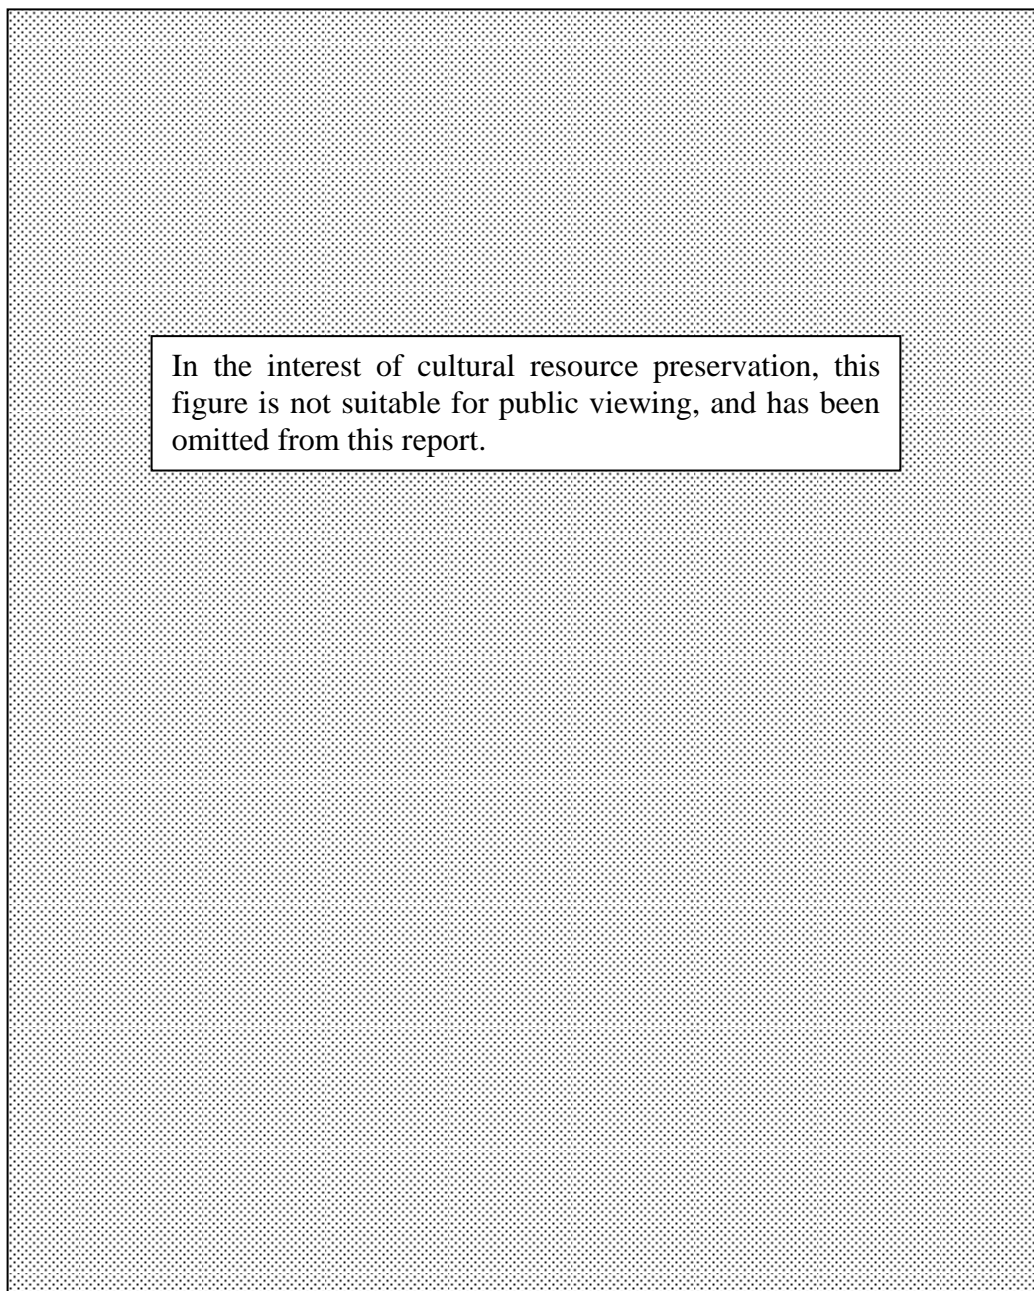 In the interest of cultural resource preservation, this
figure is not suitable for public viewing, and has been
omitted from this report.